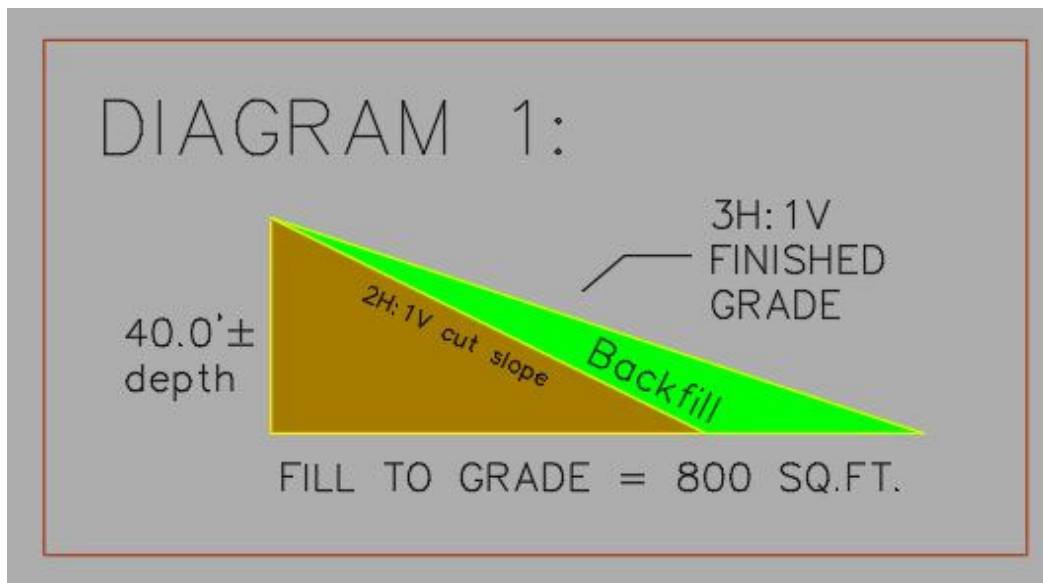 DIAGRAM 1:
3H:1V
FINISHED
GRADE
40.0'±
depth
2H:1V cut slope
Backfill
FILL TO GRADE = 800 SQ.FT.